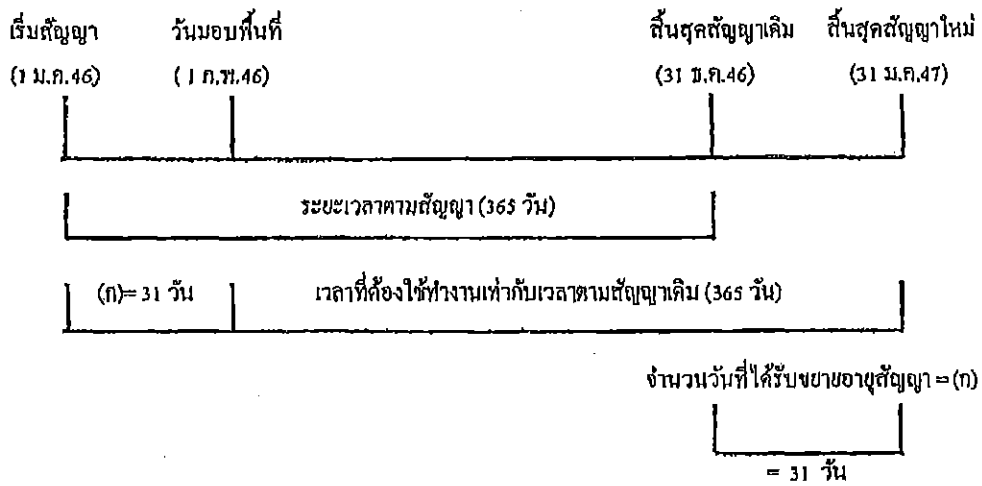 เริ่มสัญญา วันมอบพื้นที่ สิ้นสุดสัญญาเดิม สิ้นสุดสัญญาใหม่
(1 ม.ค.46) (1 ก.พ.46) (31 ธ.ค.46) (31 ม.ค.47)
ระยะเวลาตามสัญญา (365 วัน)
(ก)= 31 วัน เวลาที่ต้องใช้ทำงานเท่ากับเวลาตามสัญญาเดิม (365 วัน)
จำนวนวันที่ได้รับขยายอายุสัญญา = (ก)
= 31 วัน